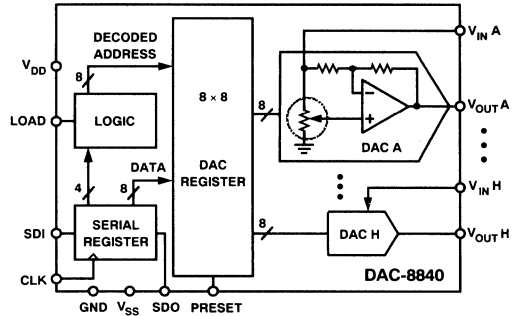 DECODED
ADDRESS
V_DD
8
LOAD
LOGIC
4
8
DATA
SDI
SERIAL
REGISTER
CLK
GND
V_SS
SDO
PRESET
8 × 8
DAC
REGISTER
8
DAC A
−
+
V_IN A
V_OUT A
V_IN H
8
DAC H
V_OUT H
DAC-8840